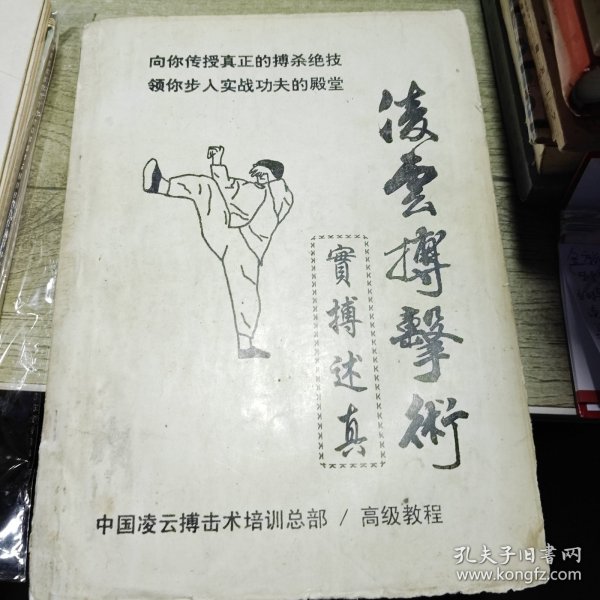 向你传授真正的搏杀绝技
领你步入实战功夫的殿堂
凌雲搏擊術
實搏述真
中国凌云搏击术培训总部 / 高级教程
孔夫子旧书网
www.kongfz.com